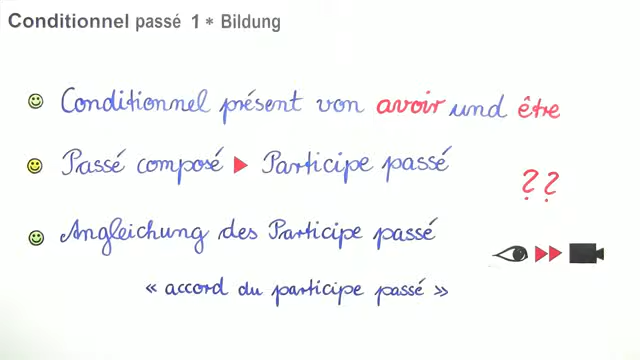 Conditionnel passé 1 * Bildung
Conditionnel présent von avoir und être
Passé composé ▶ Participe passé
??
Angleichung des Participe passé
« accord du participe passé »